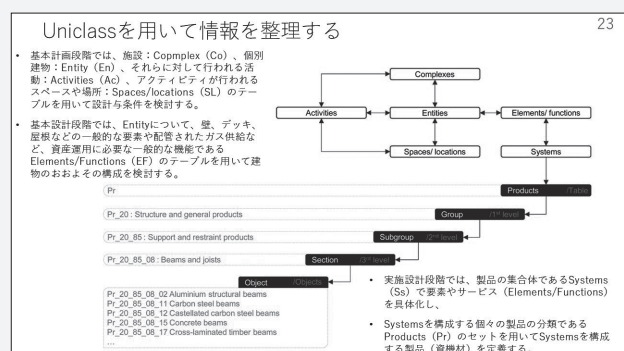 Uniclassを用いて情報を整理する
23
• 基本計画段階では、施設：Copmplex（Co）、個別
建物：Entity（En）、それらに対して行われる活
動：Activities（Ac）、アクティビティが行われる
スペースや場所：Spaces/locations（SL）のテー
ブルを用いて設計与条件を検討する。
• 基本設計段階では、Entityについて、壁、デッキ、
屋根などの一般的な要素や配管されたガス供給な
ど、資産運用に必要な一般的な機能である
Elements/Functions（EF）のテーブルを用いて建
物のおおよその構成を検討する。
Complexes
Activities
Entities
Elements/ functions
Spaces/ locations
Systems
Pr
Products /Table
Pr_20 : Structure and general products
Group /1st level
Pr_20_85 : Support and restraint products
Subgroup /2nd level
Pr_20_85_08 : Beams and joists
Section /3rd level
Object /Objects
Pr_20_85_08_02 Aluminium structural beams
Pr_20_85_08_11 Carbon steel beams
Pr_20_85_08_12 Castellated carbon steel beams
Pr_20_85_08_15 Concrete beams
Pr_20_85_08_17 Cross-laminated timber beams
...
• 実施設計段階では、製品の集合体であるSystems
（Ss）で要素やサービス（Elements/Functions）
を具体化し、
• Systemsを構成する個々の製品の分類である
Products（Pr）のセットを用いてSystemsを構成
する製品（資機材）を定義する。